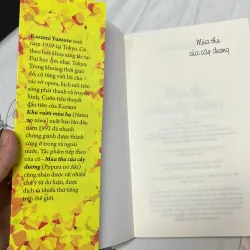 Kazumi Yumoto sinh
năm 1959 tại Tokyo. Cô
theo học khoa sáng tác tại
Đại học Âm nhạc Tokyo.
Trong khoảng thời gian
đó, cô từng viết lời cho
các vở opera, kịch nói trên
sóng phát thanh và truyền
hình. Cuốn tiểu thuyết
đầu tiên của Kazumi
Khu vườn mùa hạ [Natsu
no niwa] xuất bản lần đầu
năm 1992 đã nhanh
chóng giành được thành
công ở trong và ngoài
nước. Tác phẩm tiếp theo
của cô - Mùa thu của cây
dương [Popura no Aki]
cũng nhận được rất nhiều
chú ý từ dư luận, được
dịch ra nhiều thứ tiếng
trên thế giới.
Mùa thu
của cây dương